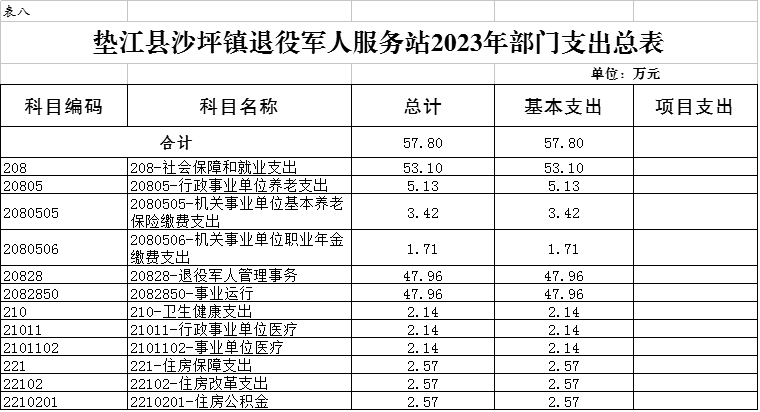 表八
垫江县沙坪镇退役军人服务站2023年部门支出总表
单位：万元
科目编码 科目名称 总计 基本支出 项目支出
合计 57.80 57.80
208 208-社会保障和就业支出 53.10 53.10
20805 20805-行政事业单位养老支出 5.13 5.13
2080505 2080505-机关事业单位基本养老 3.42 3.42
保险缴费支出
2080506 2080506-机关事业单位职业年金 1.71 1.71
缴费支出
20828 20828-退役军人管理事务 47.96 47.96
2082850 2082850-事业运行 47.96 47.96
210 210-卫生健康支出 2.14 2.14
21011 21011-行政事业单位医疗 2.14 2.14
2101102 2101102-事业单位医疗 2.14 2.14
221 221-住房保障支出 2.57 2.57
22102 22102-住房改革支出 2.57 2.57
2210201 2210201-住房公积金 2.57 2.57